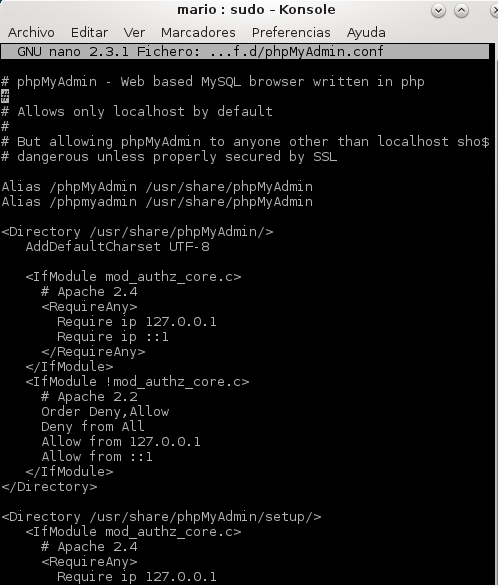 mario : sudo – Konsole
Archivo Editar Ver Marcadores Preferencias Ayuda
GNU nano 2.3.1 Fichero: ...f.d/phpMyAdmin.conf
# phpMyAdmin - Web based MySQL browser written in php
#
# Allows only localhost by default
#
# But allowing phpMyAdmin to anyone other than localhost sho$
# dangerous unless properly secured by SSL
Alias /phpMyAdmin /usr/share/phpMyAdmin
Alias /phpmyadmin /usr/share/phpMyAdmin
<Directory /usr/share/phpMyAdmin/>
AddDefaultCharset UTF-8
<IfModule mod_authz_core.c>
# Apache 2.4
<RequireAny>
Require ip 127.0.0.1
Require ip ::1
</RequireAny>
</IfModule>
<IfModule !mod_authz_core.c>
# Apache 2.2
Order Deny,Allow
Deny from All
Allow from 127.0.0.1
Allow from ::1
</IfModule>
</Directory>
<Directory /usr/share/phpMyAdmin/setup/>
<IfModule mod_authz_core.c>
# Apache 2.4
<RequireAny>
Require ip 127.0.0.1